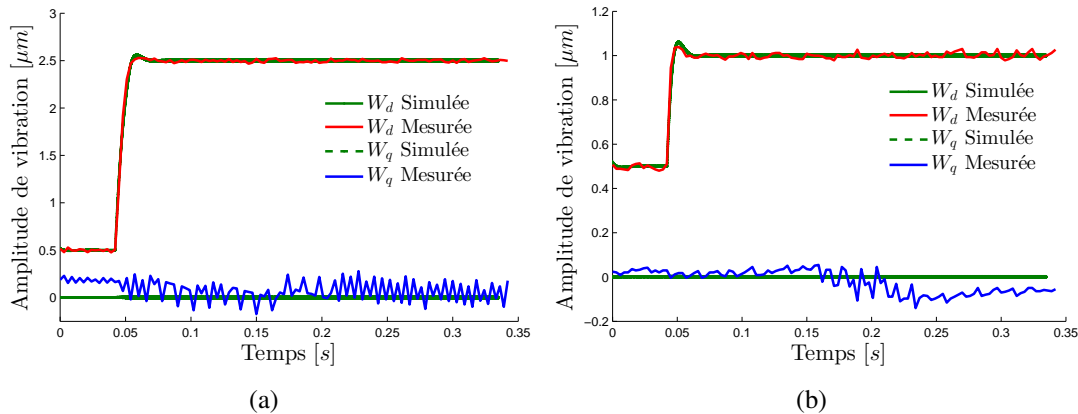 3
2.5
2
1.5
1
0.5
0
0
0.05
0.1
0.15
0.2
0.25
0.3
0.35
Amplitude de vibration [μm]
Temps [s]
W_d Simulée
W_d Mesurée
W_q Simulée
W_q Mesurée
(a)
1.2
1
0.8
0.6
0.4
0.2
0
−0.2
0
0.05
0.1
0.15
0.2
0.25
0.3
0.35
Amplitude de vibration [μm]
Temps [s]
W_d Simulée
W_d Mesurée
W_q Simulée
W_q Mesurée
(b)